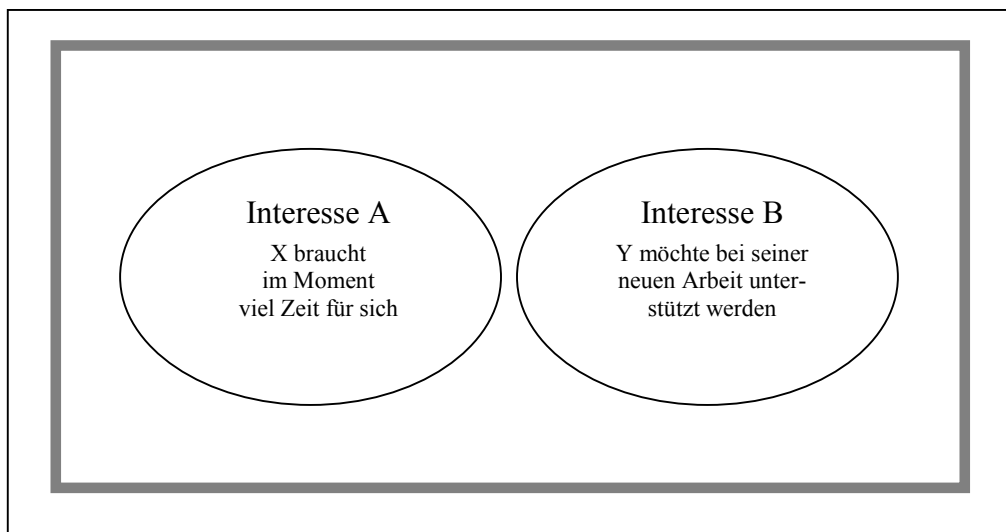 Interesse A
X braucht
im Moment
viel Zeit für sich
Interesse B
Y möchte bei seiner
neuen Arbeit unter-
stützt werden